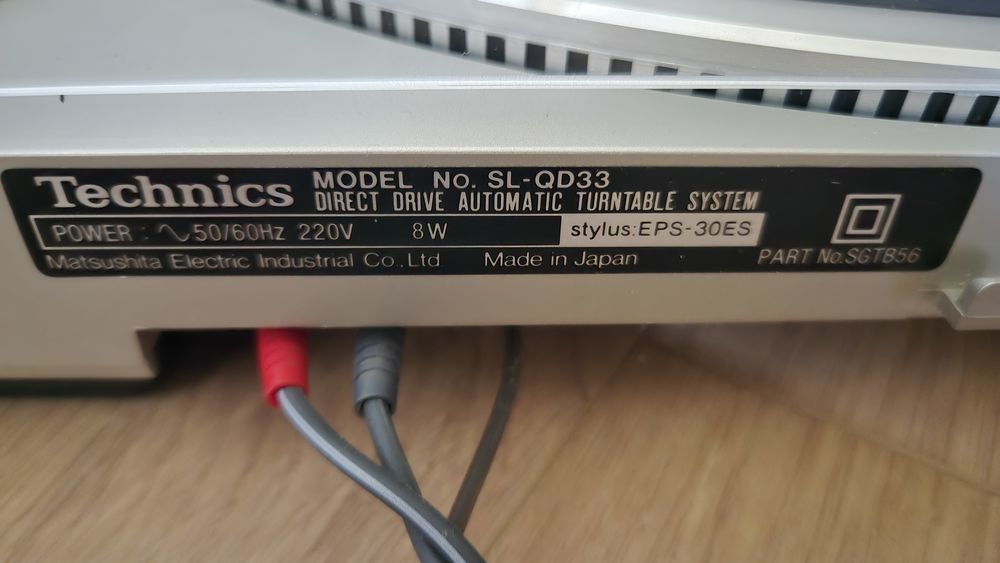 Technics
MODEL No. SL-QD33
DIRECT DRIVE AUTOMATIC TURNTABLE SYSTEM
POWER : ∿50/60Hz 220V 8W stylus:EPS-30ES
Matsushita Electric Industrial Co.,Ltd Made in Japan PART No.SGTB56